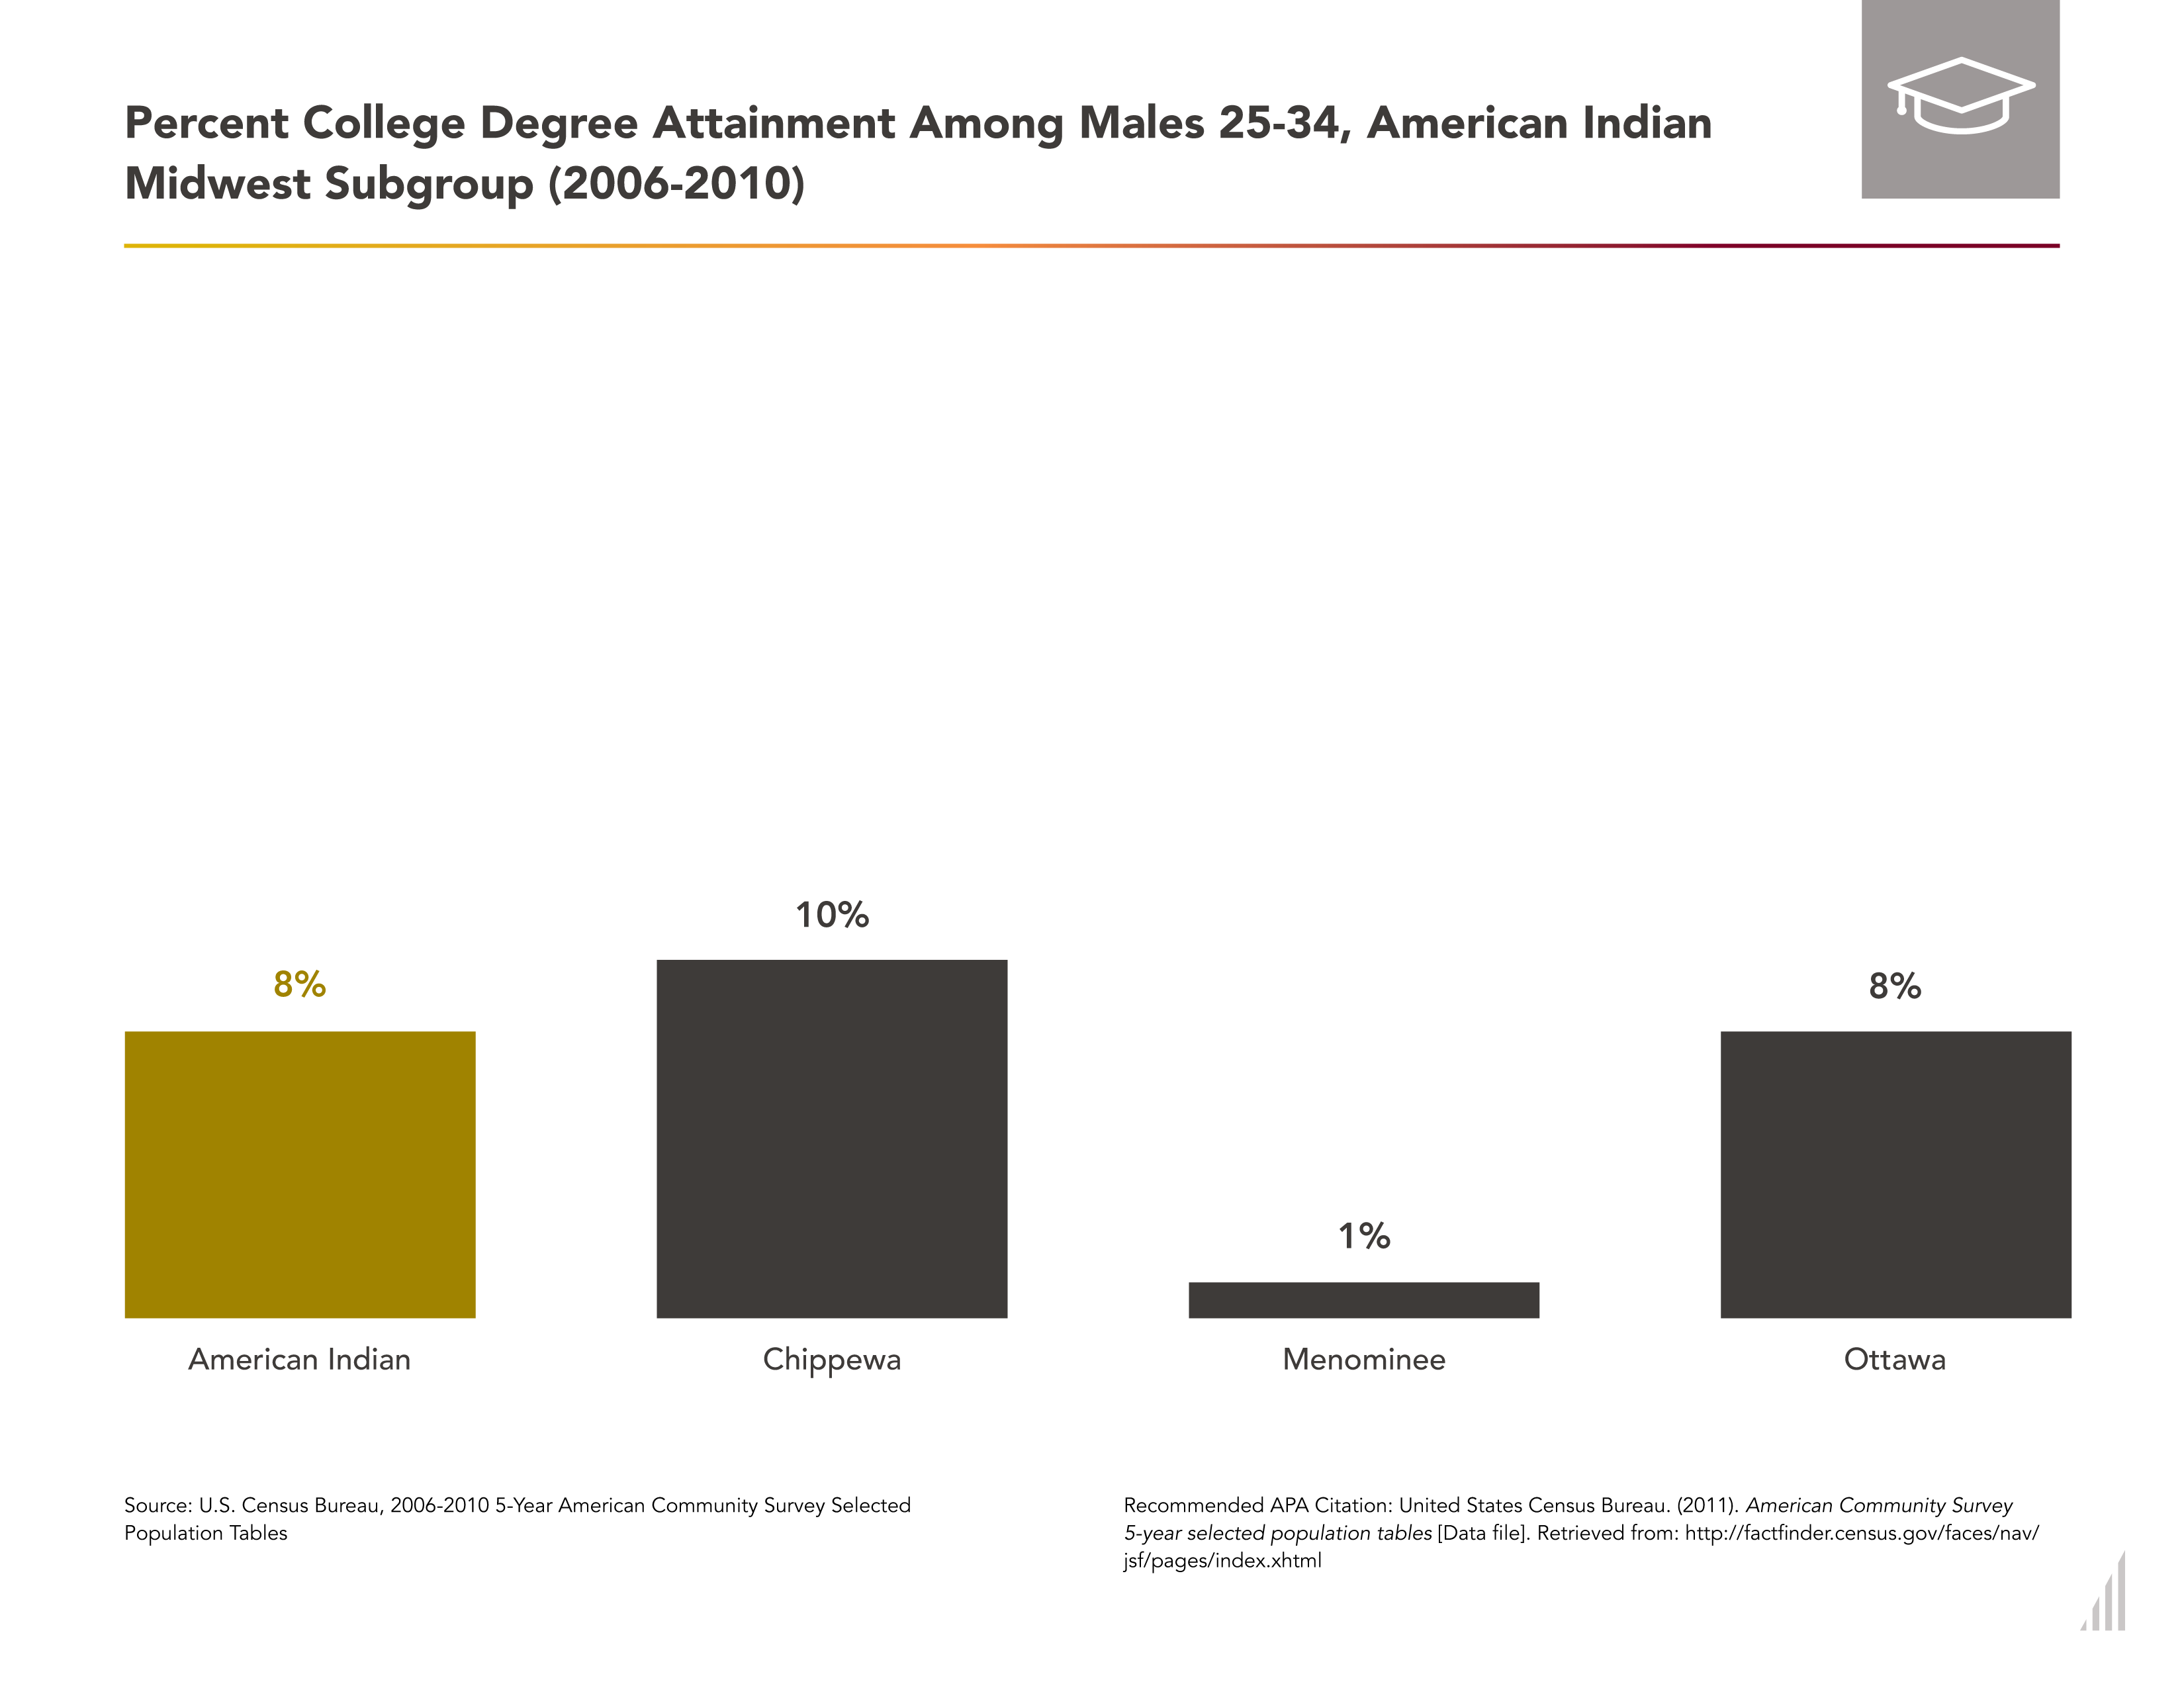 Percent College Degree Attainment Among Males 25-34, American Indian
Midwest Subgroup (2006-2010)
8%
10%
1%
8%
American Indian
Chippewa
Menominee
Ottawa
Source: U.S. Census Bureau, 2006-2010 5-Year American Community Survey Selected
Population Tables
Recommended APA Citation: United States Census Bureau. (2011). American Community Survey
5-year selected population tables [Data file]. Retrieved from: http://factfinder.census.gov/faces/nav/
jsf/pages/index.xhtml